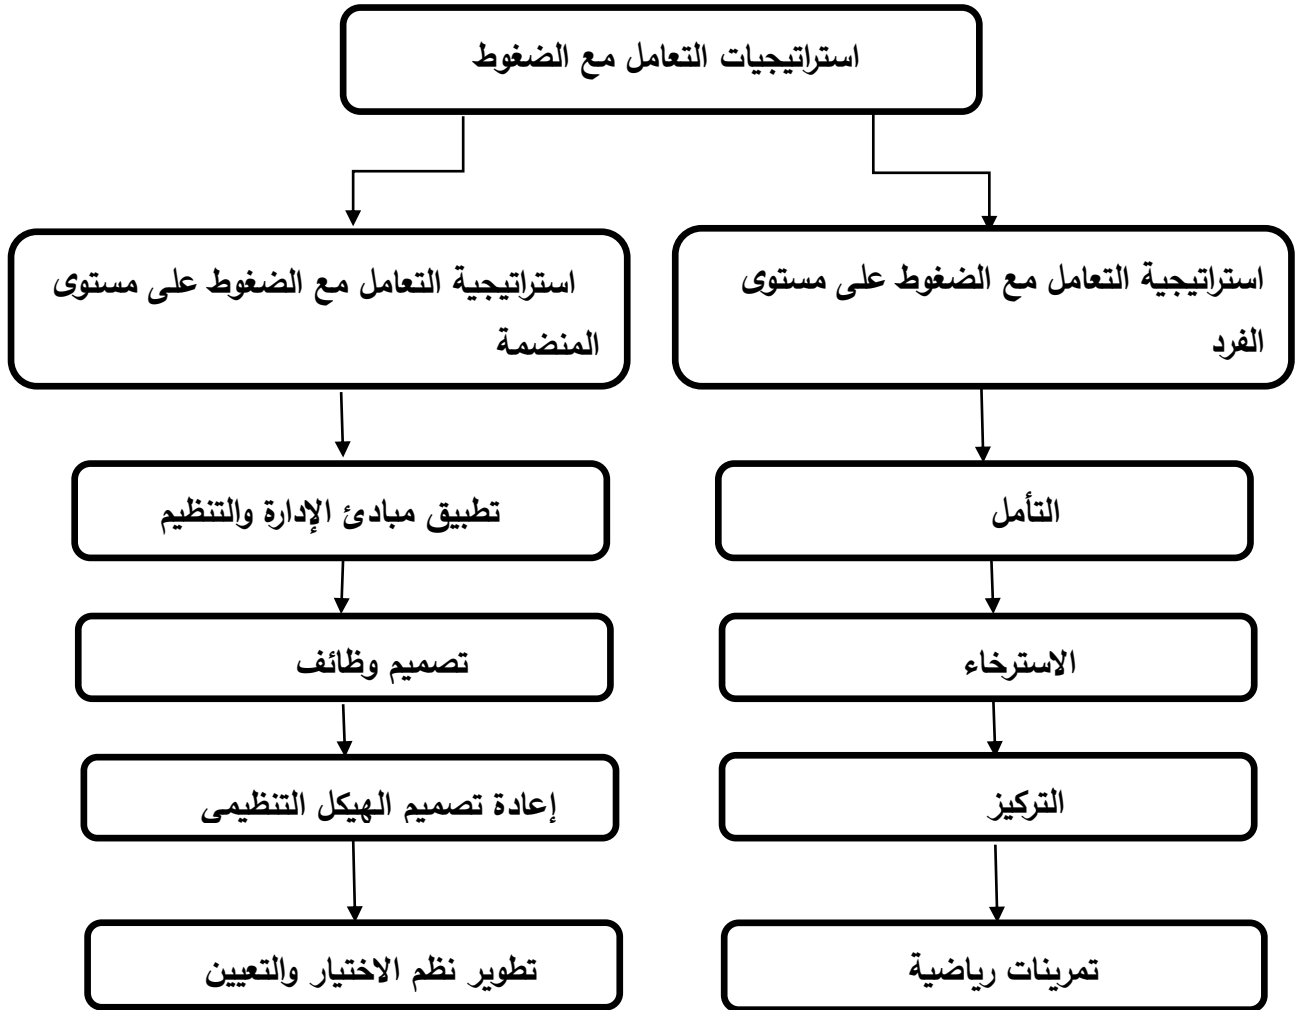 استراتيجيات التعامل مع الضغوط
استراتيجية التعامل مع الضغوط على مستوى
الفرد
استراتيجية التعامل مع الضغوط على مستوى
المنضمة
التأمل
تطبيق مبادئ الإدارة والتنظيم
الاسترخاء
تصميم وظائف
التركيز
إعادة تصميم الهيكل التنظيمي
تمرينات رياضية
تطوير نظم الاختيار والتعيين